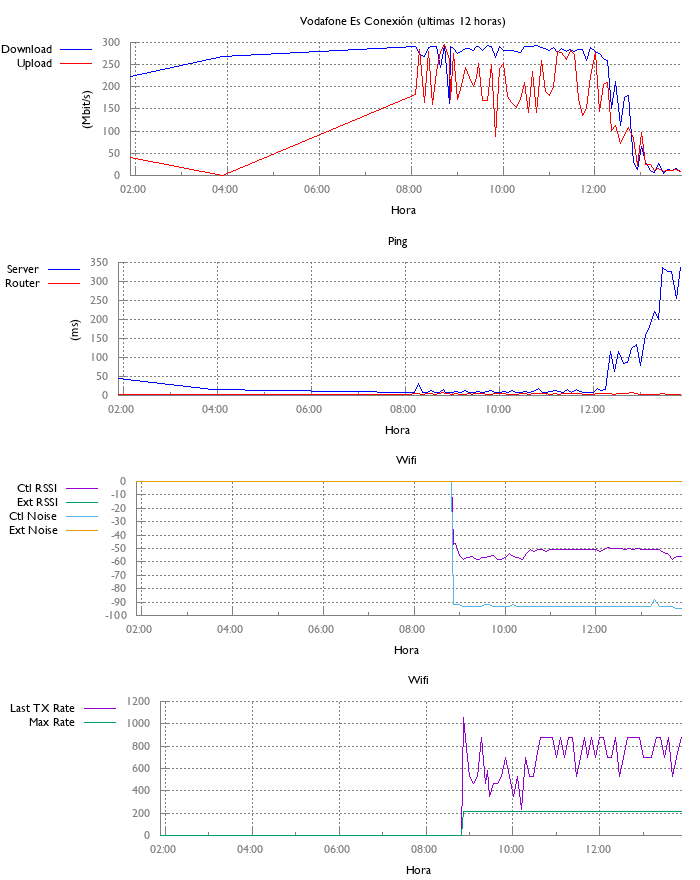 Vodafone Es Conexión (ultimas 12 horas)
Download
Upload
(Mbit/s)
300
250
200
150
100
50
0
02:00 04:00 06:00 08:00 10:00 12:00
Hora
Ping
Server
Router
(ms)
350
300
250
200
150
100
50
0
02:00 04:00 06:00 08:00 10:00 12:00
Hora
Wifi
Ctl RSSI
Ext RSSI
Ctl Noise
Ext Noise
0
-10
-20
-30
-40
-50
-60
-70
-80
-90
-100
02:00 04:00 06:00 08:00 10:00 12:00
Hora
Wifi
Last TX Rate
Max Rate
1200
1000
800
600
400
200
0
02:00 04:00 06:00 08:00 10:00 12:00
Hora